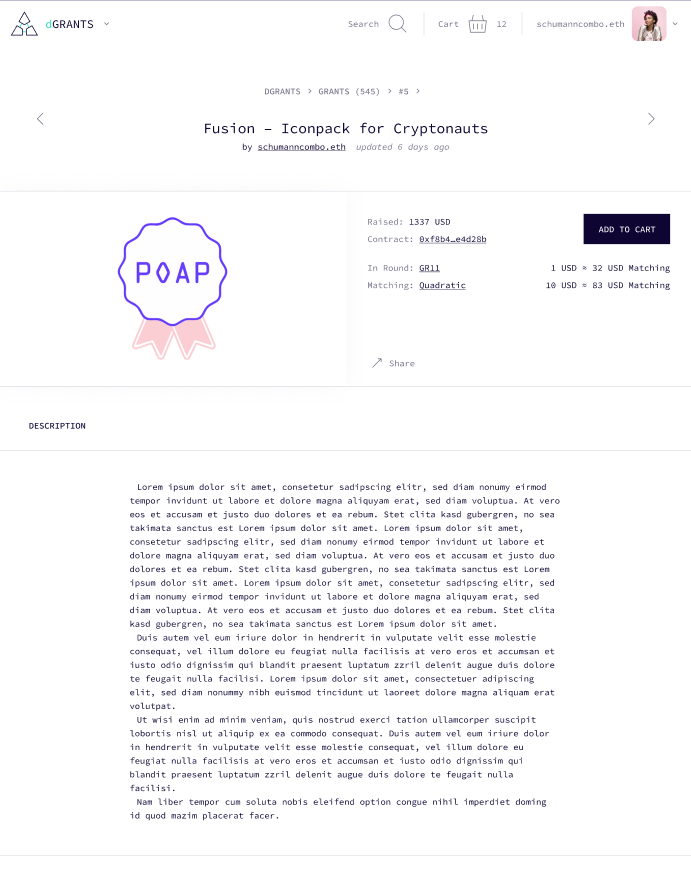 dGRANTS
Search
Cart 12
schumanncombo.eth
DGRANTS > GRANTS (545) > #5 >
Fusion – Iconpack for Cryptonauts
by schumanncombo.eth updated 6 days ago
POAP
Raised: 1337 USD
Contract: 0xf8b4…e4d28b
ADD TO CART
In Round: GR11
1 USD ≈ 32 USD Matching
Matching: Quadratic
10 USD ≈ 83 USD Matching
Share
DESCRIPTION
Lorem ipsum dolor sit amet, consetetur sadipscing elitr, sed diam nonumy eirmod
tempor invidunt ut labore et dolore magna aliquyam erat, sed diam voluptua. At vero
eos et accusam et justo duo dolores et ea rebum. Stet clita kasd gubergren, no sea
takimata sanctus est Lorem ipsum dolor sit amet. Lorem ipsum dolor sit amet,
consetetur sadipscing elitr, sed diam nonumy eirmod tempor invidunt ut labore et
dolore magna aliquyam erat, sed diam voluptua. At vero eos et accusam et justo duo
dolores et ea rebum. Stet clita kasd gubergren, no sea takimata sanctus est Lorem
ipsum dolor sit amet. Lorem ipsum dolor sit amet, consetetur sadipscing elitr, sed
diam nonumy eirmod tempor invidunt ut labore et dolore magna aliquyam erat, sed
diam voluptua. At vero eos et accusam et justo duo dolores et ea rebum. Stet clita
kasd gubergren, no sea takimata sanctus est Lorem ipsum dolor sit amet.
Duis autem vel eum iriure dolor in hendrerit in vulputate velit esse molestie
consequat, vel illum dolore eu feugiat nulla facilisis at vero eros et accumsan et
iusto odio dignissim qui blandit praesent luptatum zzril delenit augue duis dolore
te feugait nulla facilisi. Lorem ipsum dolor sit amet, consectetuer adipiscing
elit, sed diam nonummy nibh euismod tincidunt ut laoreet dolore magna aliquam erat
volutpat.
Ut wisi enim ad minim veniam, quis nostrud exerci tation ullamcorper suscipit
lobortis nisl ut aliquip ex ea commodo consequat. Duis autem vel eum iriure dolor
in hendrerit in vulputate velit esse molestie consequat, vel illum dolore eu
feugiat nulla facilisis at vero eros et accumsan et iusto odio dignissim qui
blandit praesent luptatum zzril delenit augue duis dolore te feugait nulla
facilisi.
Nam liber tempor cum soluta nobis eleifend option congue nihil imperdiet doming
id quod mazim placerat facer.